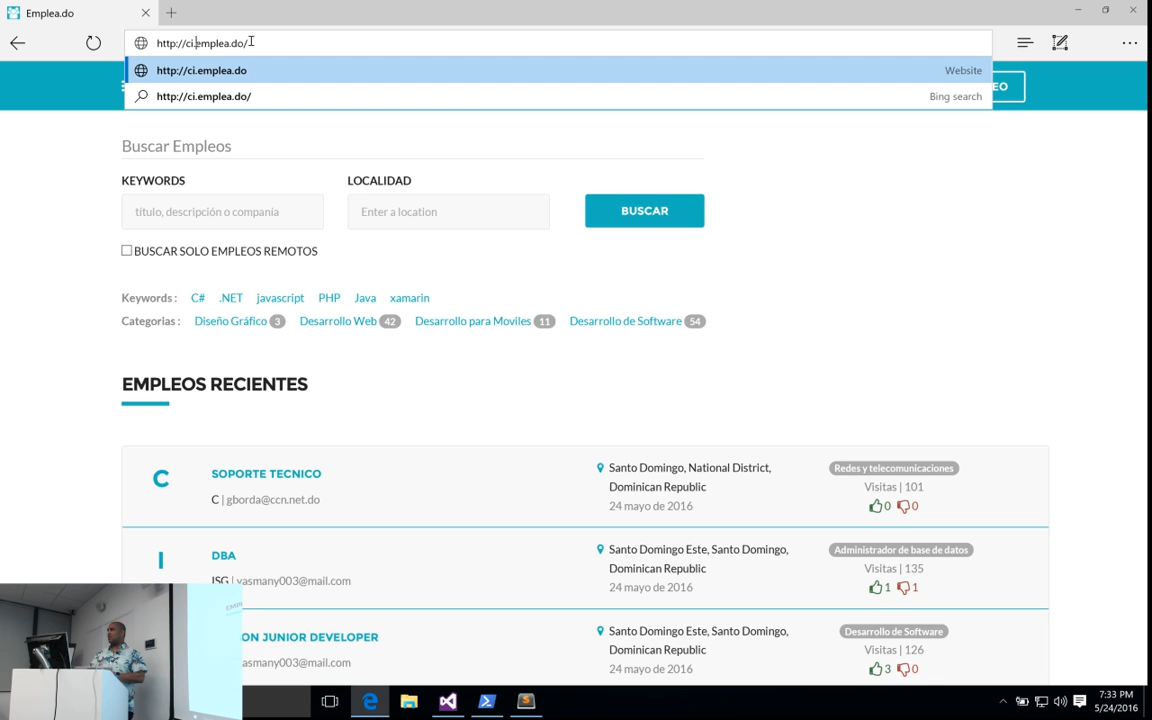 Emplea.do
http://ci.emplea.do/
http://ci.emplea.do Website
http://ci.emplea.do/ Bing search
EO
Buscar Empleos
KEYWORDS LOCALIDAD
título, descripción o compañía Enter a location BUSCAR
BUSCAR SOLO EMPLEOS REMOTOS
Keywords : C# .NET javascript PHP Java xamarin
Categorias : Diseño Gráfico 3 Desarrollo Web 42 Desarrollo para Moviles 11 Desarrollo de Software 54
EMPLEOS RECIENTES
C SOPORTE TECNICO
C | gborda@ccn.net.do
Santo Domingo, National District,
Dominican Republic
24 mayo de 2016
Redes y telecomunicaciones
Visitas | 101
0 0
I DBA
ISG | yasmany003@mail.com
Santo Domingo Este, Santo Domingo,
Dominican Republic
24 mayo de 2016
Administrador de base de datos
Visitas | 135
1 1
ON JUNIOR DEVELOPER
yasmany003@mail.com
Santo Domingo Este, Santo Domingo,
Dominican Republic
24 mayo de 2016
Desarrollo de Software
Visitas | 126
3 0
EMPL
7:33 PM
5/24/2016